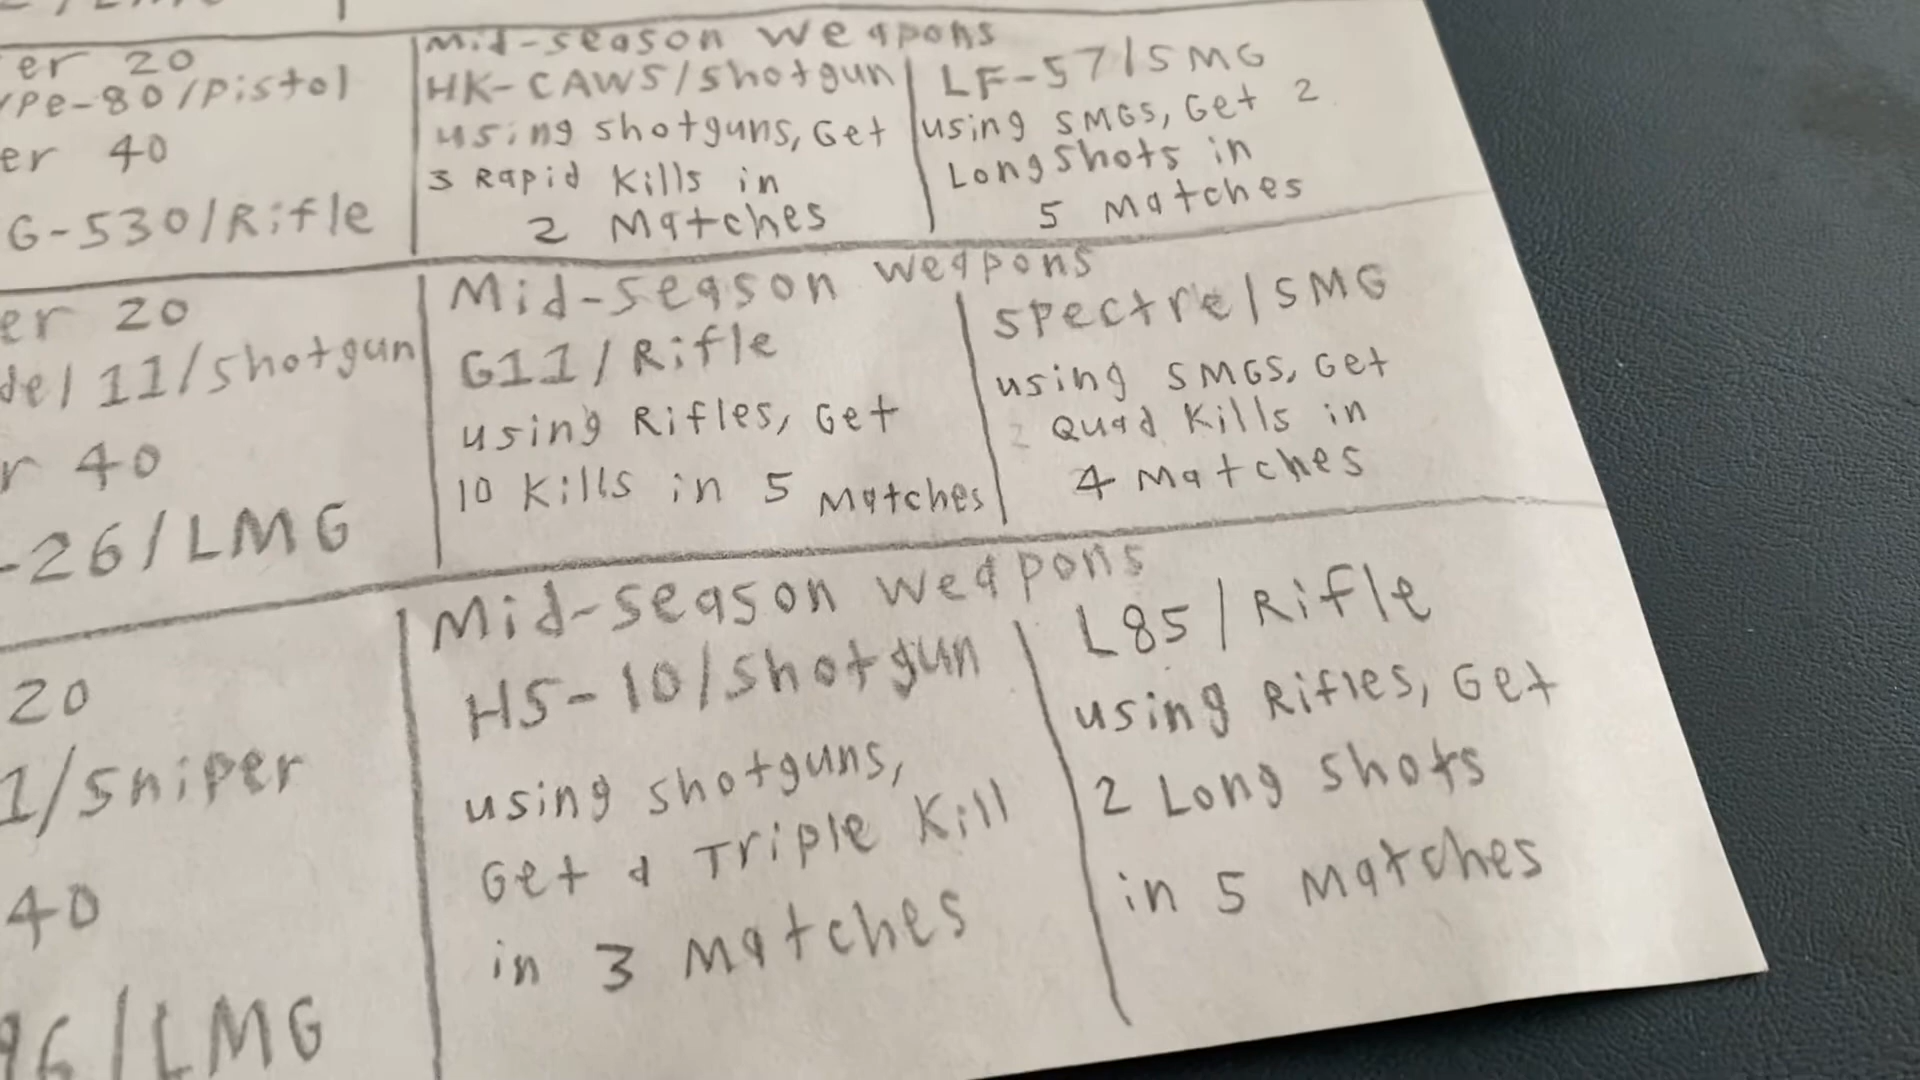 er 20
ype-80/Pistol
er 40
G-530/Rifle
Mid-season weapons
HK-CAWS/shotgun
using shotguns, Get
3 Rapid Kills in
2 Matches
LF-57/SMG
using SMGS, Get 2
Long Shots in
5 Matches
er 20
del 11/shotgun
r 40
-26/LMG
Mid-season weapons
G11/Rifle
using Rifles, Get
10 Kills in 5 Matches
Spectre/SMG
using SMGS, Get
2 Quad Kills in
4 Matches
20
1/Sniper
40
96/LMG
Mid-season weapons
HS-10/shotgun
using shotguns,
Get a Triple Kill
in 3 Matches
L85/Rifle
using Rifles, Get
2 Long shots
in 5 Matches